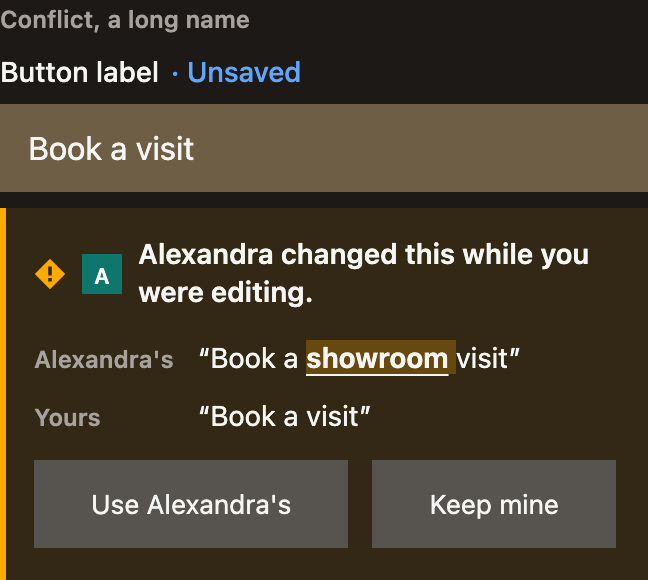 Conflict, a long name
Button label · Unsaved
Book a visit
! A Alexandra changed this while you
were editing.
Alexandra's “Book a showroom visit”
Yours “Book a visit”
Use Alexandra's Keep mine